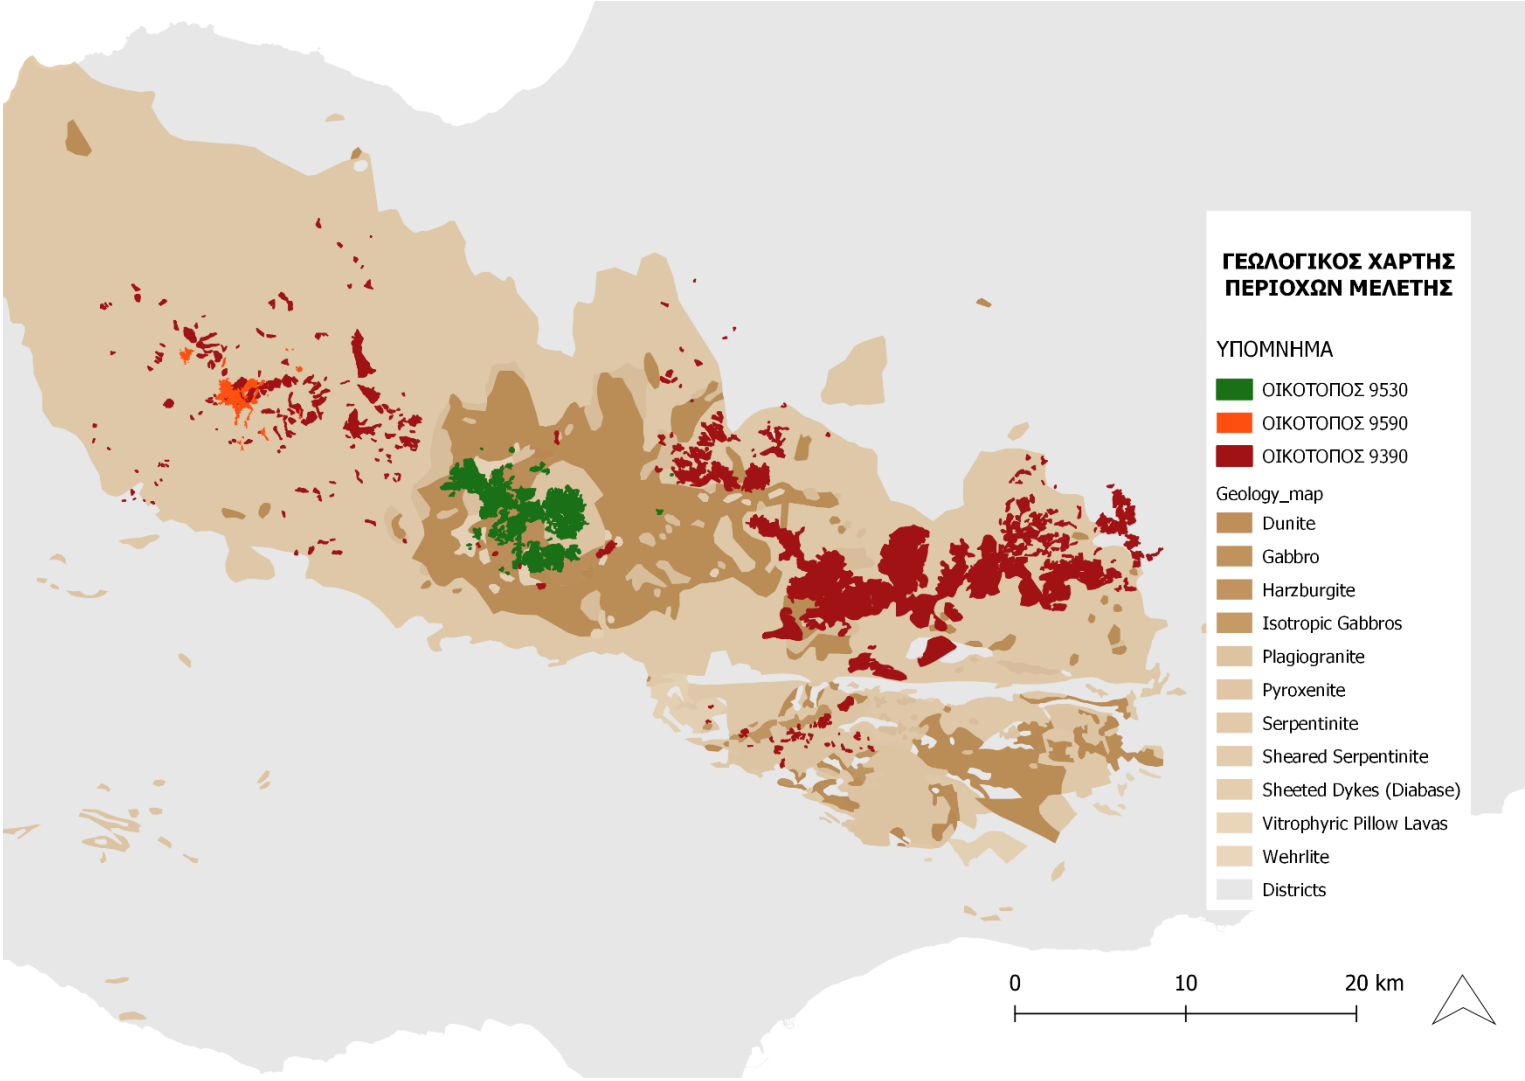 ΓΕΩΛΟΓΙΚΟΣ ΧΑΡΤΗΣ
ΠΕΡΙΟΧΩΝ ΜΕΛΕΤΗΣ
ΥΠΟΜΝΗΜΑ
ΟΙΚΟΤΟΠΟΣ 9530
ΟΙΚΟΤΟΠΟΣ 9590
ΟΙΚΟΤΟΠΟΣ 9390
Geology_map
Dunite
Gabbro
Harzburgite
Isotropic Gabbros
Plagiogranite
Pyroxenite
Serpentinite
Sheared Serpentinite
Sheeted Dykes (Diabase)
Vitrophyric Pillow Lavas
Wehrlite
Districts
0 10 20 km